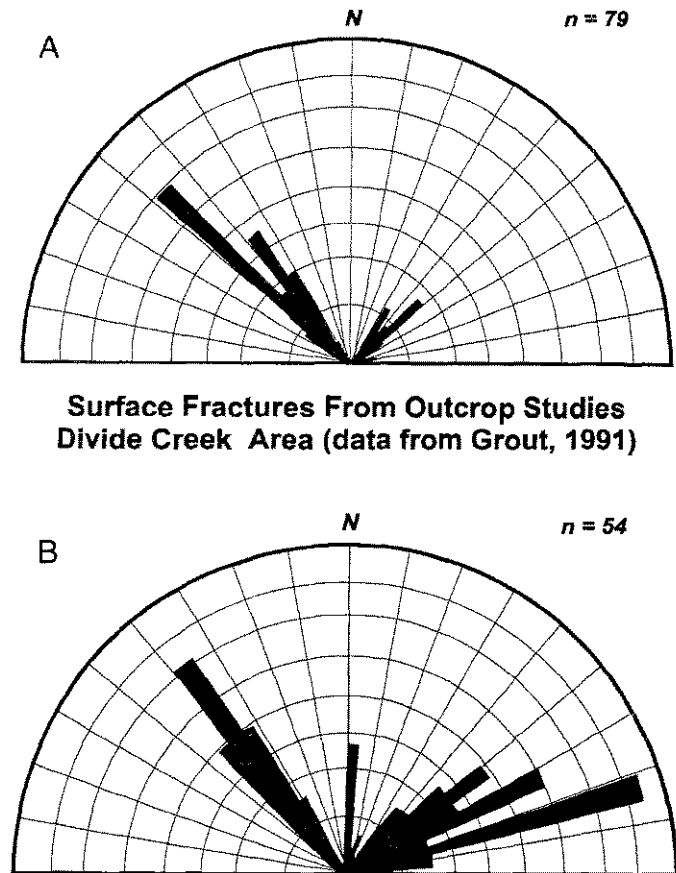 A
N
n = 79
Surface Fractures From Outcrop Studies
Divide Creek Area (data from Grout, 1991)
B
N
n = 54